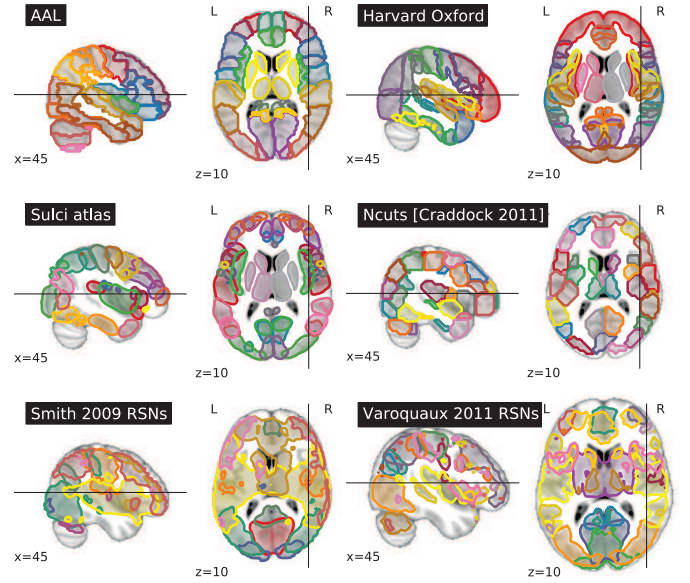 AAL
L R
x=45
z=10
Harvard Oxford
L R
x=45
z=10
Sulci atlas
L R
x=45
z=10
Ncuts [Craddock 2011]
L R
x=45
z=10
Smith 2009 RSNs
L R
x=45
z=10
Varoquaux 2011 RSNs
L R
x=45
z=10